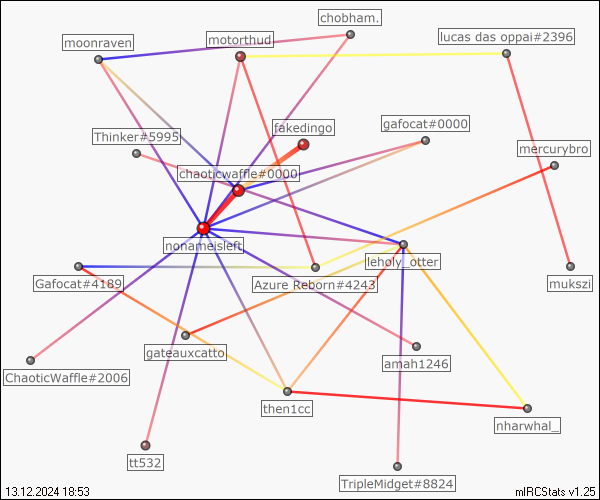 chobham.
moonraven
motorthud
lucas das oppai#2396
Thinker#5995
fakedingo
gafocat#0000
mercurybro
chaoticwaffle#0000
nonameisleft
leholy_otter
Gafocat#4189
Azure Reborn#4243
mukszi
gateauxcatto
amah1246
ChaoticWaffle#2006
then1cc
nharwhal_
tt532
TripleMidget#8824
13.12.2024 18:53
mIRCStats v1.25